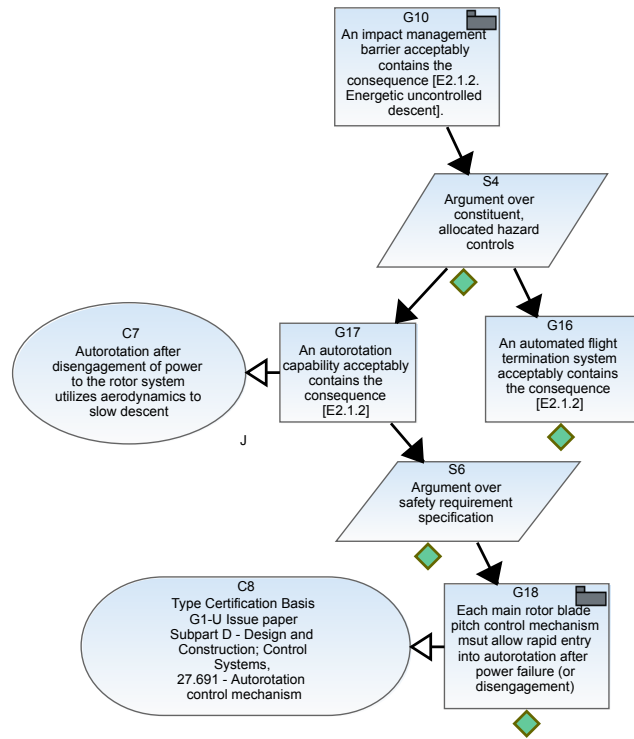 G10
An impact management
barrier acceptably
contains the
consequence [E2.1.2.
Energetic uncontrolled
descent].
S4
Argument over
constituent,
allocated hazard
controls
C7
Autorotation after
disengagement of power
to the rotor system
utilizes aerodynamics to
slow descent
J
G17
An autorotation
capability acceptably
contains the
consequence
[E2.1.2]
G16
An automated flight
termination system
acceptably contains
the consequence
[E2.1.2]
S6
Argument over
safety requirement
specification
C8
Type Certification Basis
G1-U Issue paper
Subpart D - Design and
Construction; Control
Systems,
27.691 - Autorotation
control mechanism
G18
Each main rotor blade
pitch control mechanism
msut allow rapid entry
into autorotation after
power failure (or
disengagement)